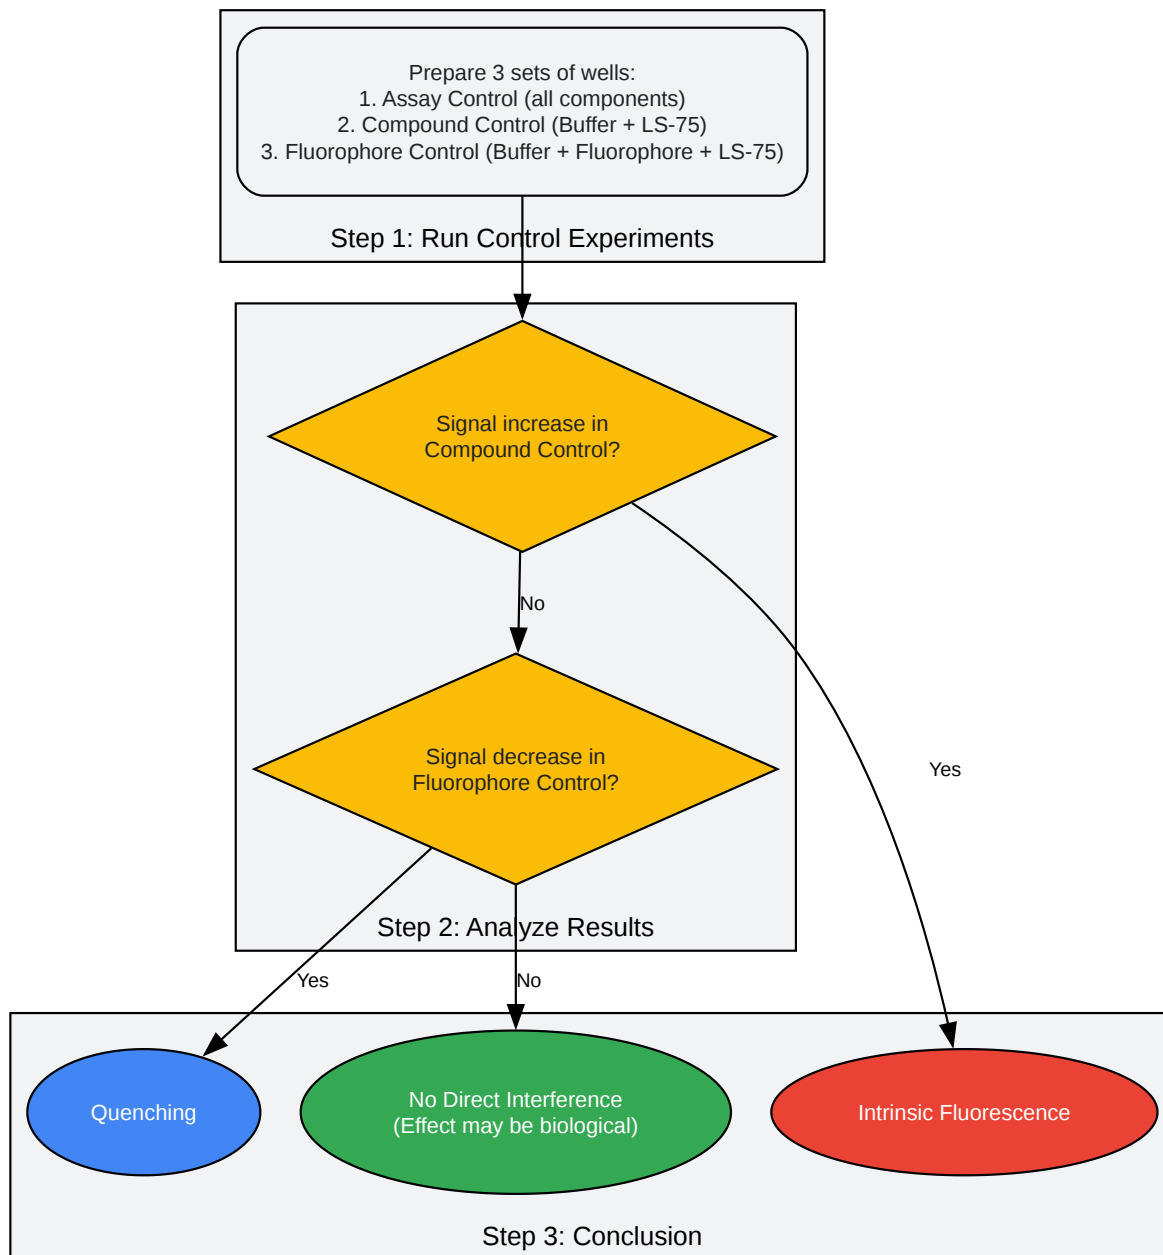 Prepare 3 sets of wells:
1. Assay Control (all components)
2. Compound Control (Buffer + LS-75)
3. Fluorophore Control (Buffer + Fluorophore + LS-75)
Step 1: Run Control Experiments
Signal increase in
Compound Control?
No
Signal decrease in
Fluorophore Control?
Yes
Step 2: Analyze Results
Yes
No
Quenching
No Direct Interference
(Effect may be biological)
Intrinsic Fluorescence
Step 3: Conclusion